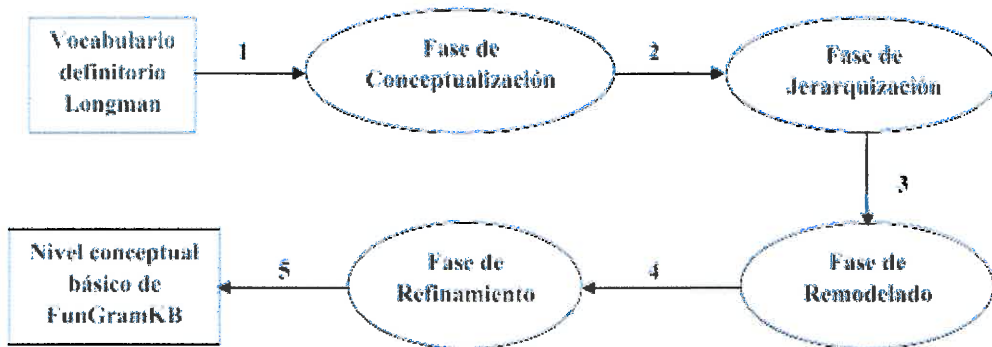 Vocabulario
definitorio
Longman
1
Fase de
Conceptualización
2
Fase de
Jerarquización
3
Fase de
Remodelado
4
Fase de
Refinamiento
5
Nivel conceptual
básico de
FunGramKB